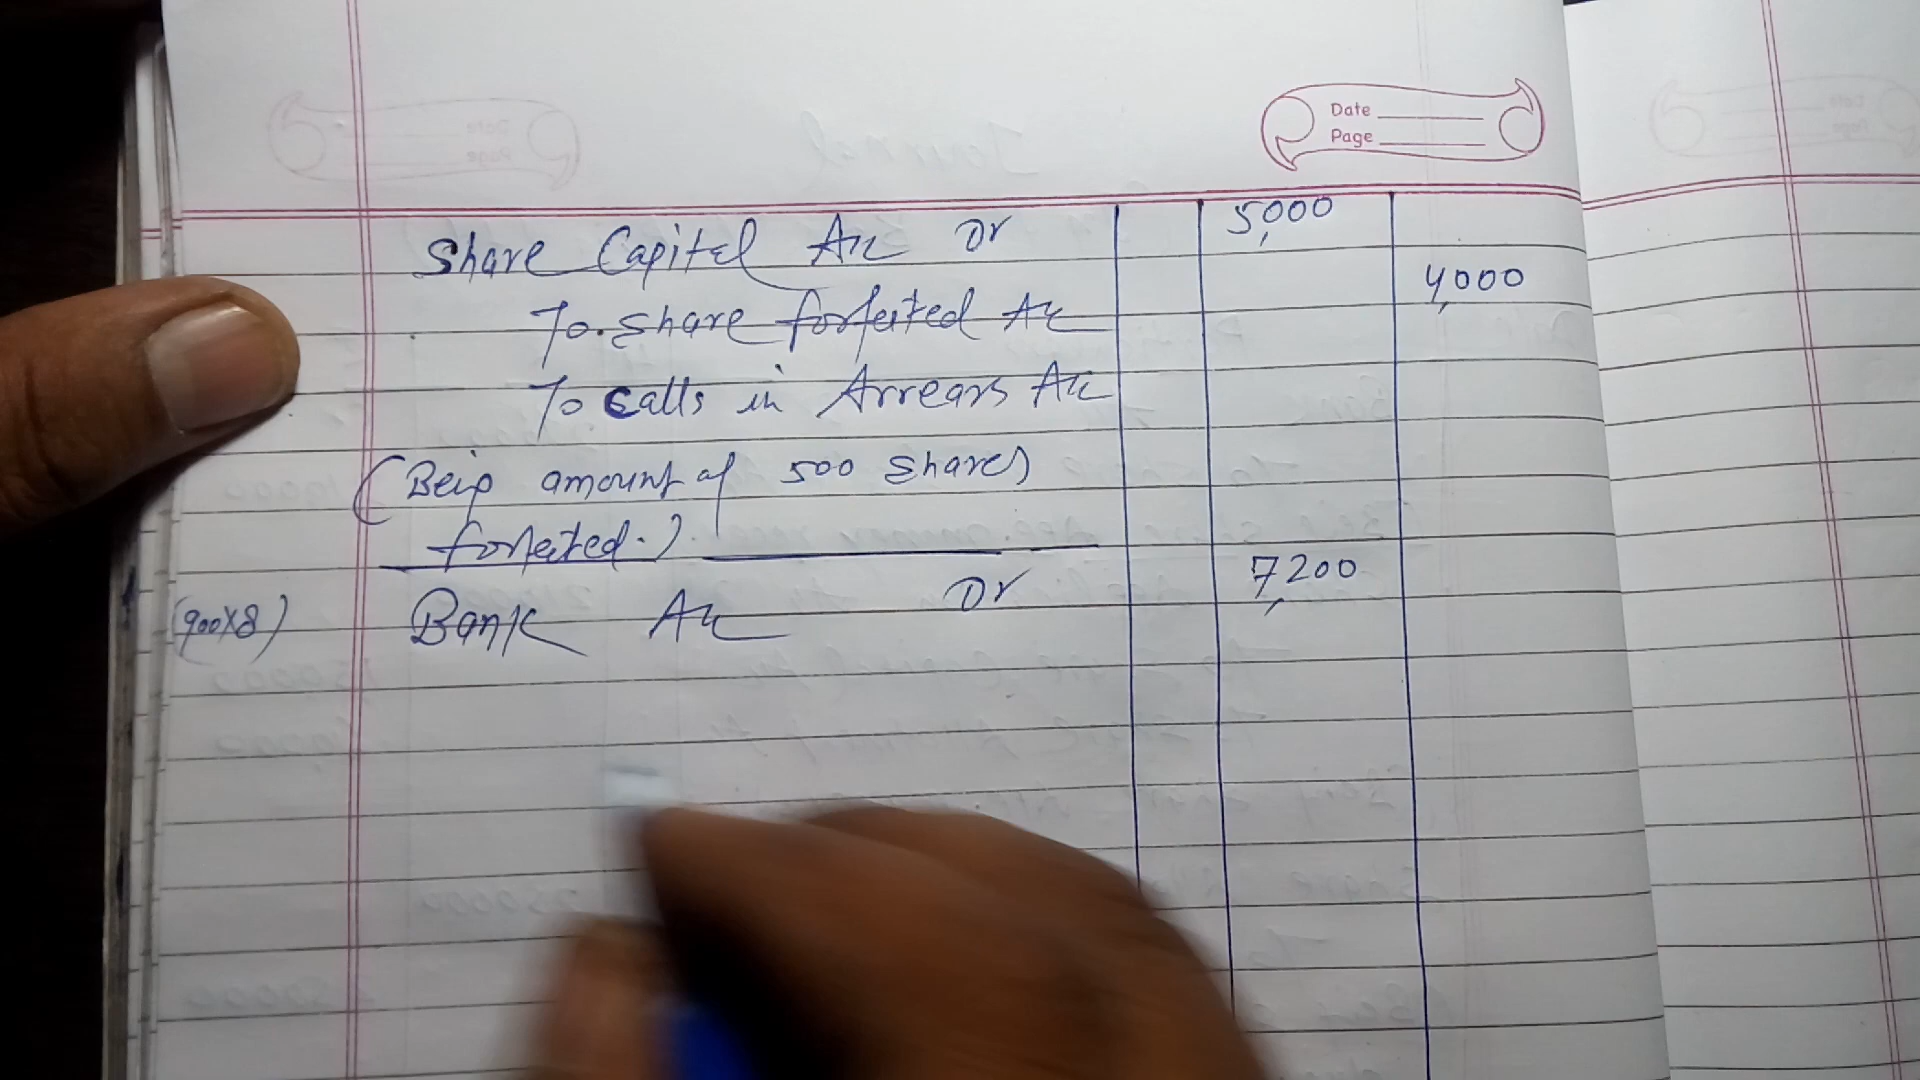 Date
Page
Share Capital A/c Dr 5,000
To share forfeited A/c 4,000
To calls in Arrears A/c
(Being amount of 500 shares
forfeited.)
(900x8) Bank A/c Dr 7,200